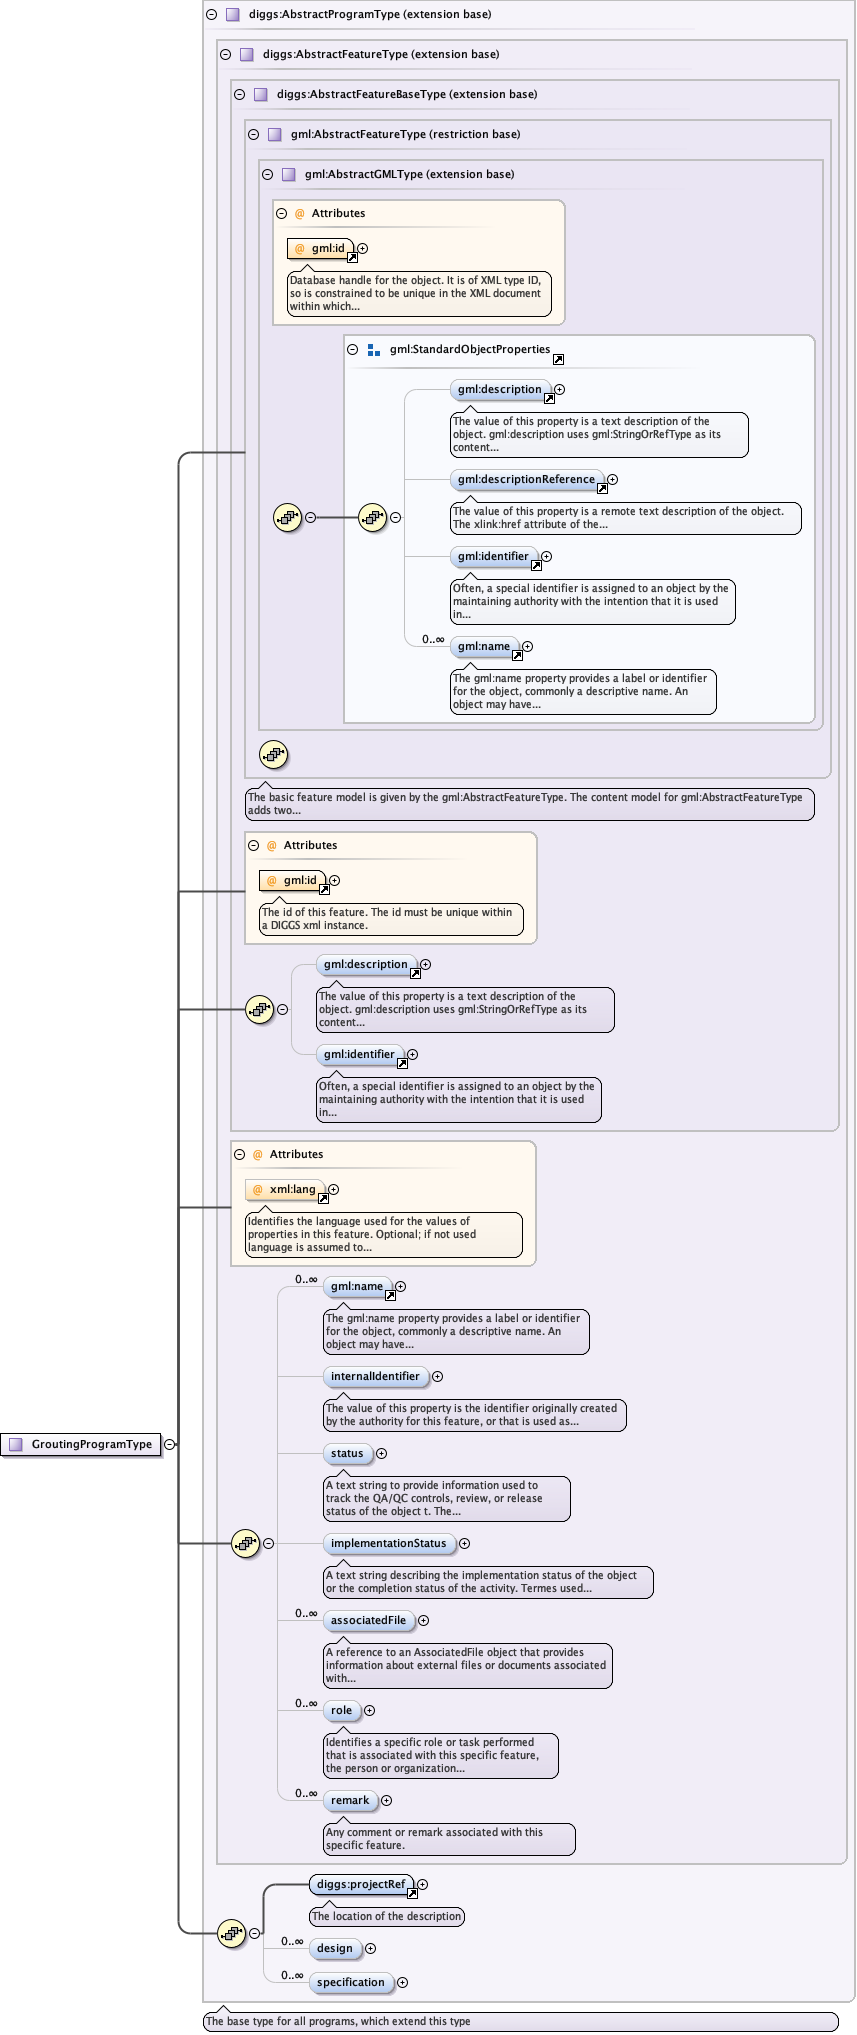 diggs:AbstractProgramType (extension base)
diggs:AbstractFeatureType (extension base)
diggs:AbstractFeatureBaseType (extension base)
gml:AbstractFeatureType (restriction base)
gml:AbstractGMLType (extension base)
@ Attributes
@ gml:id
Database handle for the object. It is of XML type ID,
so is constrained to be unique in the XML document
within which...
gml:StandardObjectProperties
gml:description
The value of this property is a text description of the
object. gml:description uses gml:StringOrRefType as its
content...
gml:descriptionReference
The value of this property is a remote text description of the object.
The xlink:href attribute of the...
gml:identifier
Often, a special identifier is assigned to an object by the
maintaining authority with the intention that it is used
in...
0..∞
gml:name
The gml:name property provides a label or identifier
for the object, commonly a descriptive name. An
object may have...
The basic feature model is given by the gml:AbstractFeatureType. The content model for gml:AbstractFeatureType
adds two...
@ Attributes
@ gml:id
The id of this feature. The id must be unique within
a DIGGS xml instance.
gml:description
The value of this property is a text description of the
object. gml:description uses gml:StringOrRefType as its
content...
gml:identifier
Often, a special identifier is assigned to an object by the
maintaining authority with the intention that it is used
in...
@ Attributes
@ xml:lang
Identifies the language used for the values of
properties in this feature. Optional; if not used
language is assumed to...
0..∞
gml:name
The gml:name property provides a label or identifier
for the object, commonly a descriptive name. An
object may have...
internalIdentifier
The value of this property is the identifier originally created
by the authority for this feature, or that is used as...
GroutingProgramType
status
A text string to provide information used to
track the QA/QC controls, review, or release
status of the object t. The...
implementationStatus
A text string describing the implementation status of the object
or the completion status of the activity. Termes used...
0..∞
associatedFile
A reference to an AssociatedFile object that provides
information about external files or documents associated
with...
0..∞
role
Identifies a specific role or task performed
that is associated with this specific feature,
the person or organization...
0..∞
remark
Any comment or remark associated with this
specific feature.
diggs:projectRef
The location of the description
0..∞
design
0..∞
specification
The base type for all programs, which extend this type